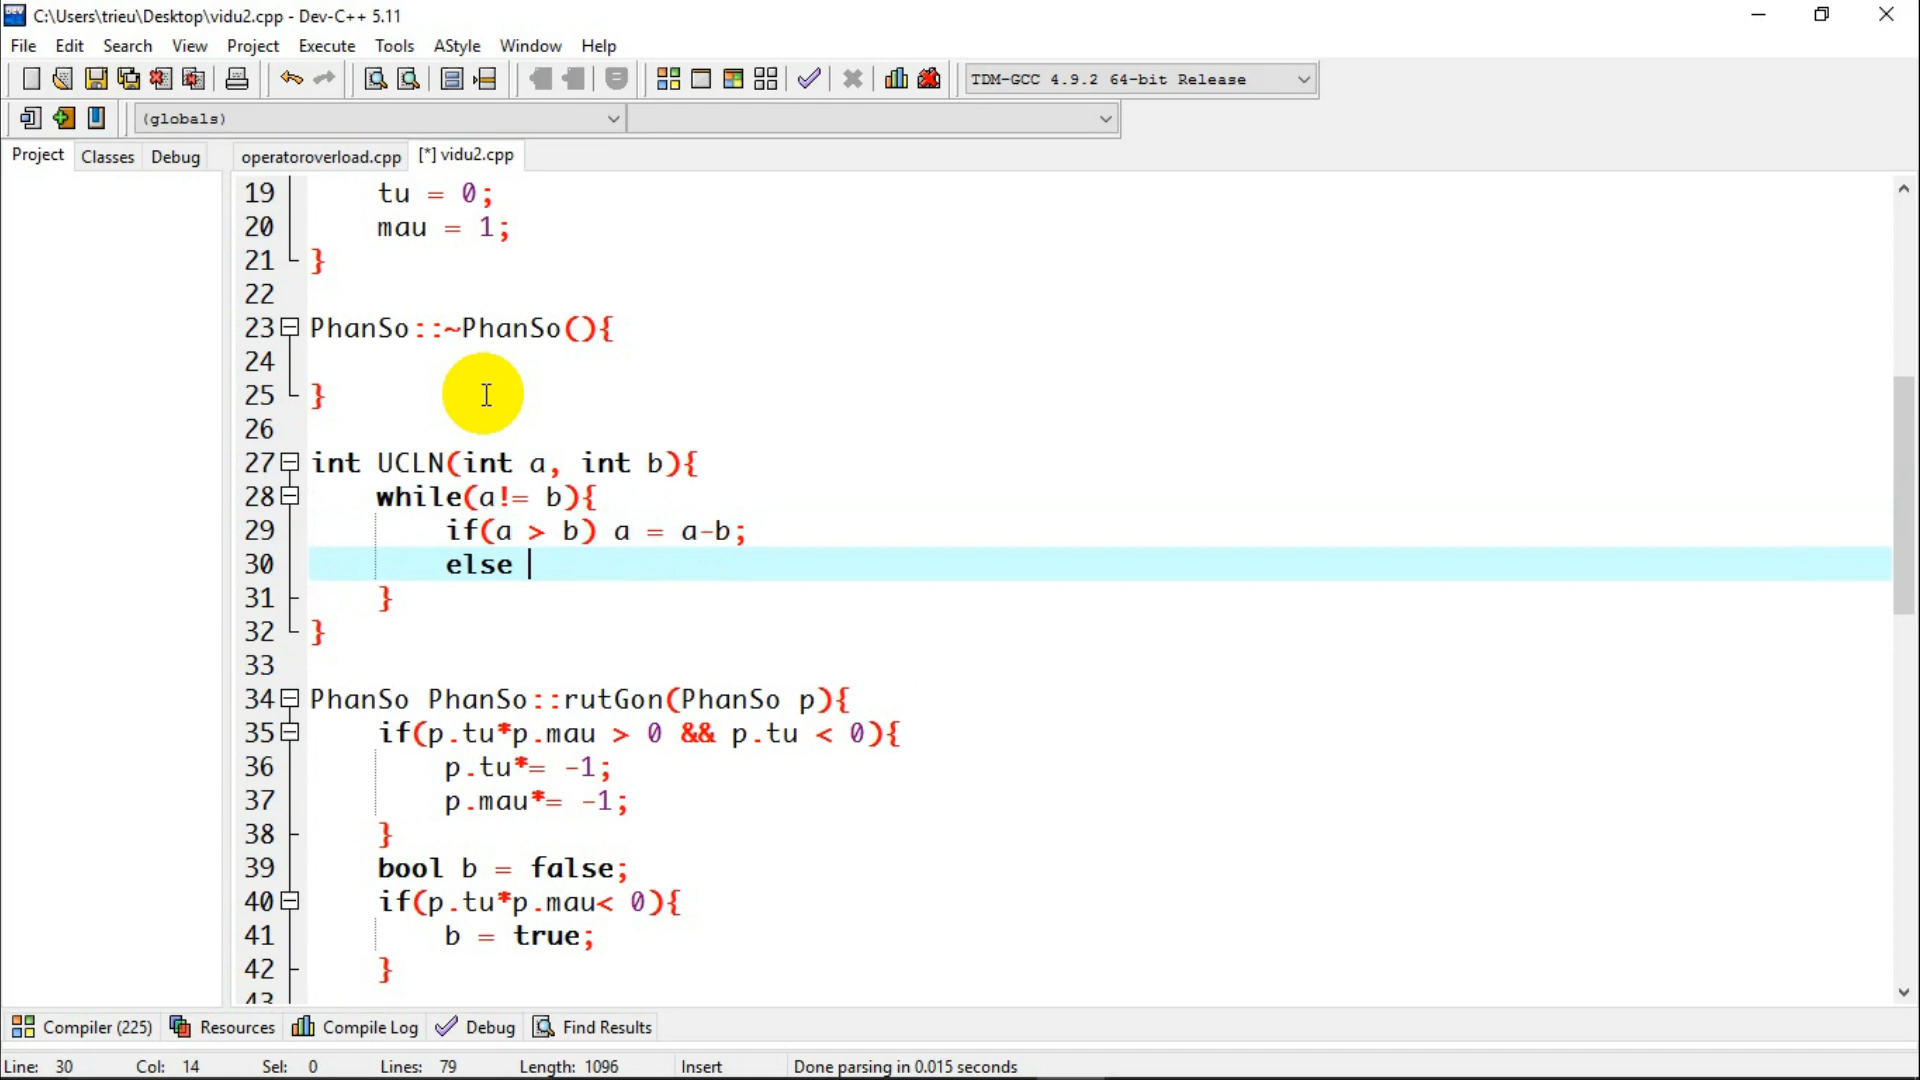 C:\Users\trieu\Desktop\vidu2.cpp - Dev-C++ 5.11
File Edit Search View Project Execute Tools AStyle Window Help
TDM-GCC 4.9.2 64-bit Release
(globals)
Project Classes Debug operatoroverload.cpp [*] vidu2.cpp
19 tu = 0;
20 mau = 1;
21 }
22
23 PhanSo::~PhanSo(){
24
25 }
26
27 int UCLN(int a, int b){
28 while(a!= b){
29 if(a > b) a = a-b;
30 else
31 }
32 }
33
34 PhanSo PhanSo::rutGon(PhanSo p){
35 if(p.tu*p.mau > 0 && p.tu < 0){
36 p.tu*= -1;
37 p.mau*= -1;
38 }
39 bool b = false;
40 if(p.tu*p.mau< 0){
41 b = true;
42 }
43
Compiler (225) Resources Compile Log Debug Find Results
Line: 30 Col: 14 Sel: 0 Lines: 79 Length: 1096 Insert Done parsing in 0.015 seconds